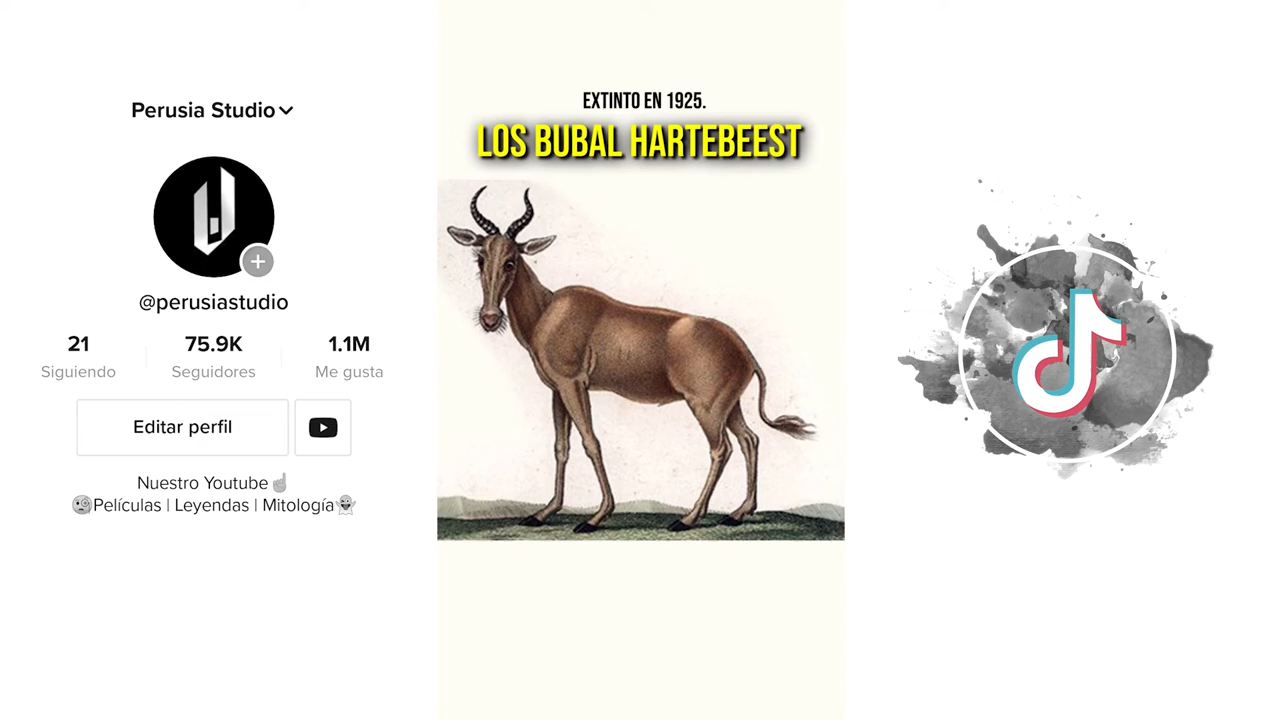 Perusia Studio
@perusiastudio
21
75.9K
1.1M
Siguiendo
Seguidores
Me gusta
Editar perfil
Nuestro Youtube☝
🧐Películas | Leyendas | Mitología👻
EXTINTO EN 1925.
LOS BUBAL HARTEBEEST